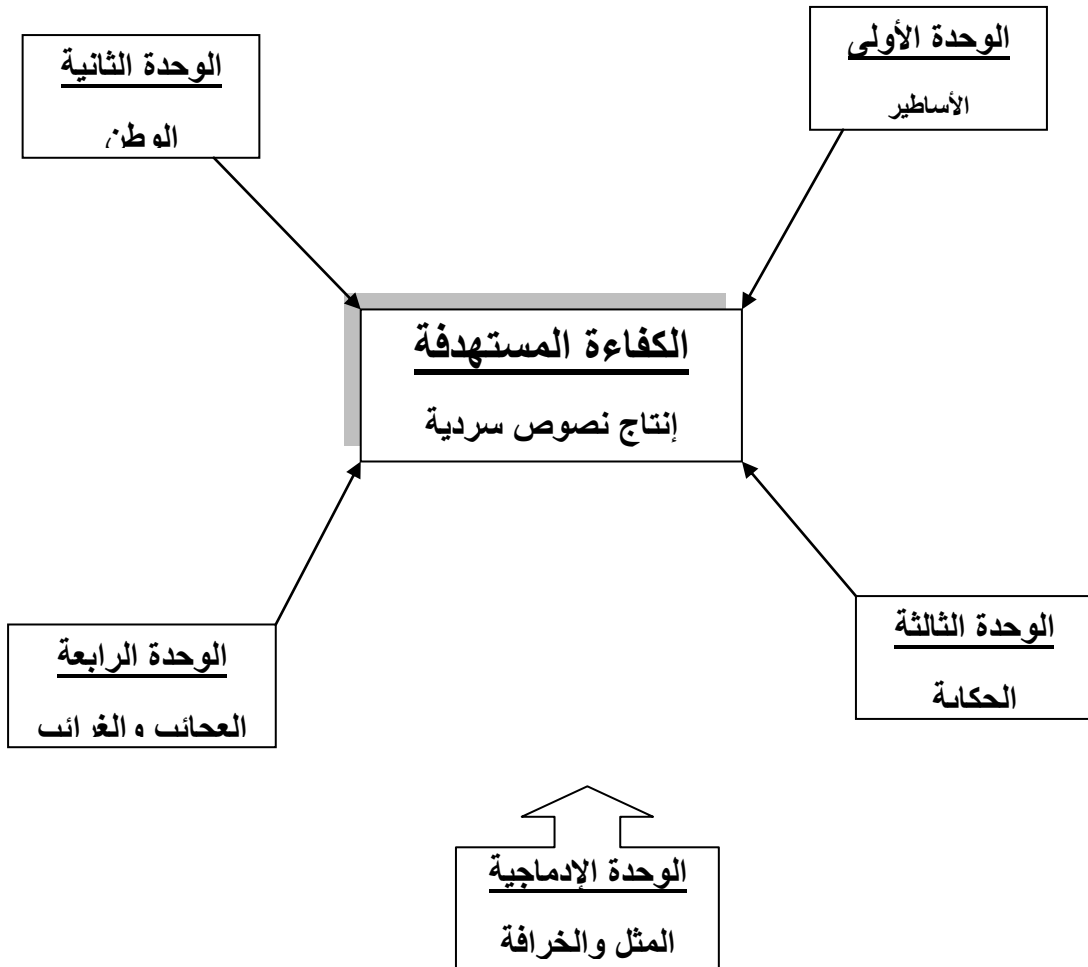 الوحدة الأولى
الأساطير
الوحدة الثانية
الوطن
الكفاءة المستهدفة
إنتاج نصوص سردية
الوحدة الثالثة
الحكاية
الوحدة الرابعة
العجائب والغرائب
الوحدة الإدماجية
المثل والخرافة